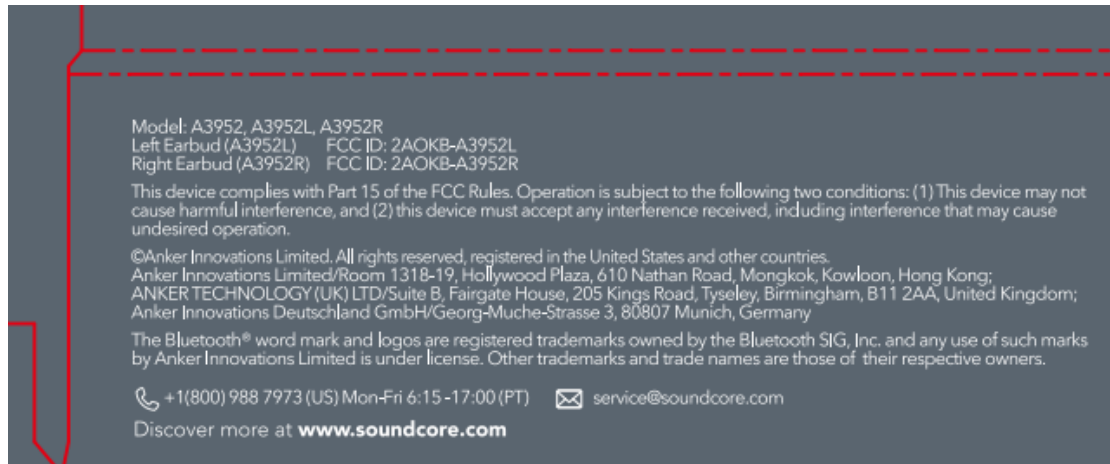 Model: A3952, A3952L, A3952R
Left Earbud (A3952L) FCC ID: 2AOKB-A3952L
Right Earbud (A3952R) FCC ID: 2AOKB-A3952R
This device complies with Part 15 of the FCC Rules. Operation is subject to the following two conditions: (1) This device may not
cause harmful interference, and (2) this device must accept any interference received, including interference that may cause
undesired operation.
©Anker Innovations Limited. All rights reserved, registered in the United States and other countries.
Anker Innovations Limited/Room 1318-19, Hollywood Plaza, 610 Nathan Road, Mongkok, Kowloon, Hong Kong;
ANKER TECHNOLOGY (UK) LTD/Suite B, Fairgate House, 205 Kings Road, Tyseley, Birmingham, B11 2AA, United Kingdom;
Anker Innovations Deutschland GmbH/Georg-Muche-Strasse 3, 80807 Munich, Germany
The Bluetooth® word mark and logos are registered trademarks owned by the Bluetooth SIG, Inc. and any use of such marks
by Anker Innovations Limited is under license. Other trademarks and trade names are those of their respective owners.
+1(800) 988 7973 (US) Mon-Fri 6:15 -17:00 (PT) service@soundcore.com
Discover more at www.soundcore.com